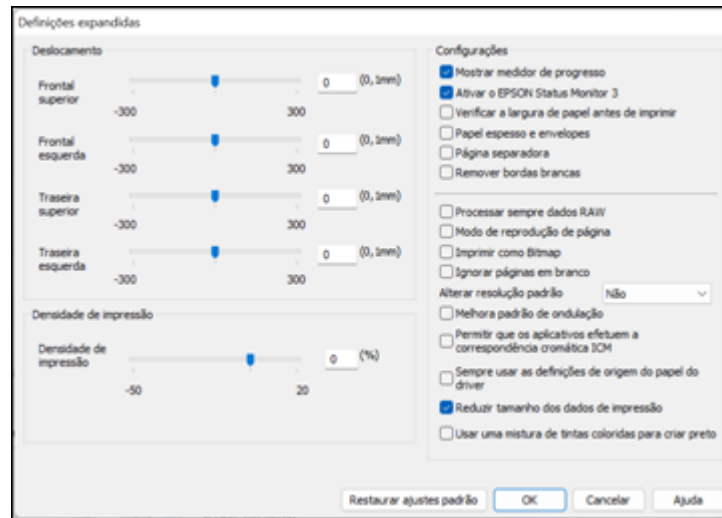 Definições expandidas
Deslocamento
Frontal
superior
0
(0,1mm)
-300
300
Frontal
esquerda
0
(0,1mm)
-300
300
Traseira
superior
0
(0,1mm)
-300
300
Traseira
esquerda
0
(0,1mm)
-300
300
Densidade de impressão
Densidade de
impressão
0
(%)
-50
20
Configurações
Mostrar medidor de progresso
Ativar o EPSON Status Monitor 3
Verificar a largura de papel antes de imprimir
Papel espesso e envelopes
Página separadora
Remover bordas brancas
Processar sempre dados RAW
Modo de reprodução de página
Imprimir como Bitmap
Ignorar páginas em branco
Alterar resolução padrão Não
Melhora padrão de ondulação
Permitir que os aplicativos efetuem a
correspondência cromática ICM
Sempre usar as definições de origem do papel do
driver
Reduzir tamanho dos dados de impressão
Usar uma mistura de tintas coloridas para criar preto
Restaurar ajustes padrão OK Cancelar Ajuda